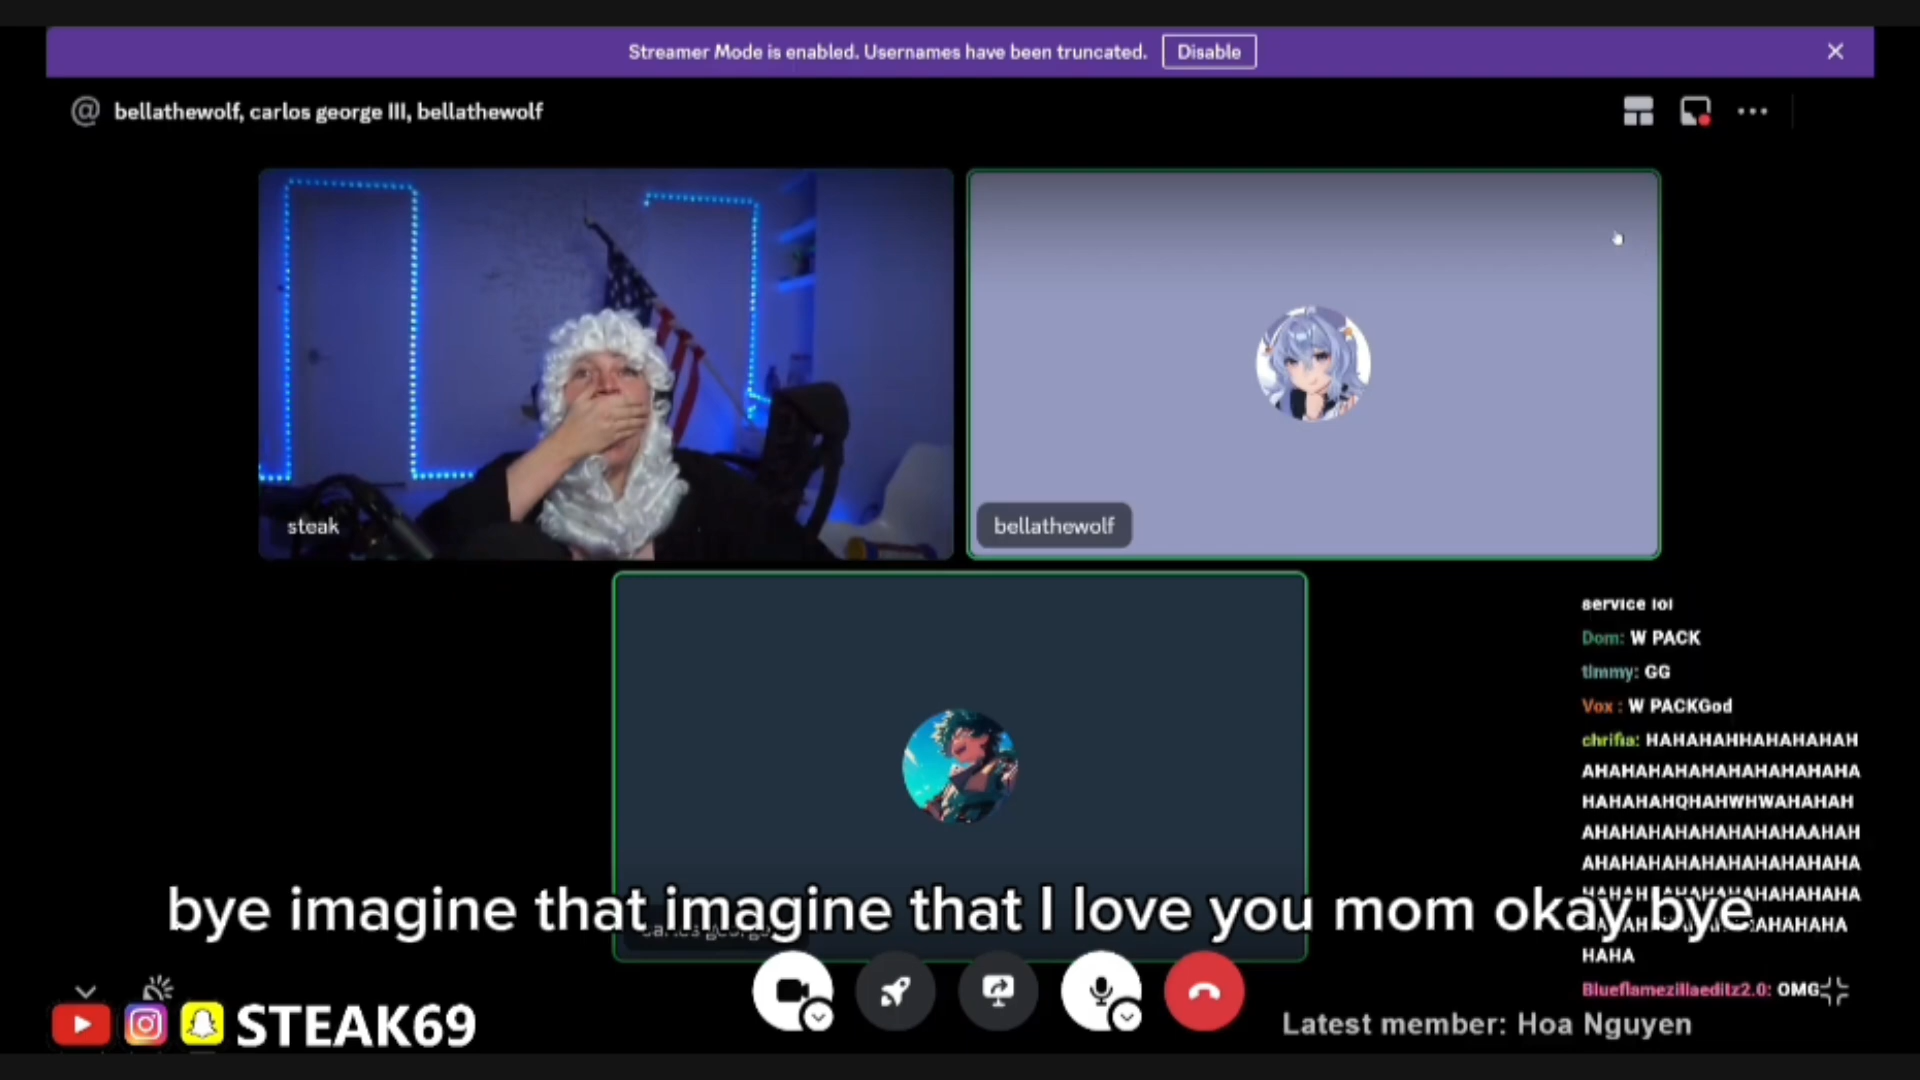 Streamer Mode is enabled. Usernames have been truncated. Disable
bellathewolf, carlos george III, bellathewolf
steak
bellathewolf
service lol
Dom: W PACK
timmy: GG
Vox : W PACKGod
chrifia: HAHAHAHHAHAHAHAH
AHAHAHAHAHAHAHAHAHAHA
HAHAHAHQHAHWHWAHAHAH
AHAHAHAHAHAHAHAHAAHAH
AHAHAHAHAHAHAHAHAHAHA
bye imagine that imagine that I love you mom okay bye
HAHA
Blueflamezillaeditz2.0: OMG
STEAK69
Latest member: Hoa Nguyen